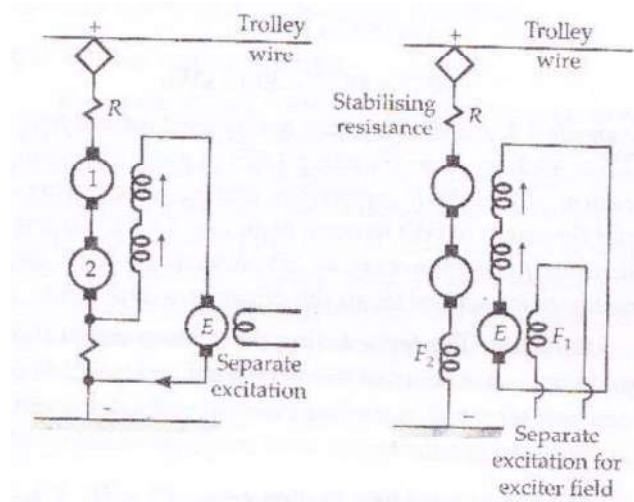 +
Trolley
wire
R
1
2
E
Separate
excitation
+
Trolley
wire
Stabilising
resistance
R
E
F₁
F₂
Separate
excitation for
exciter field